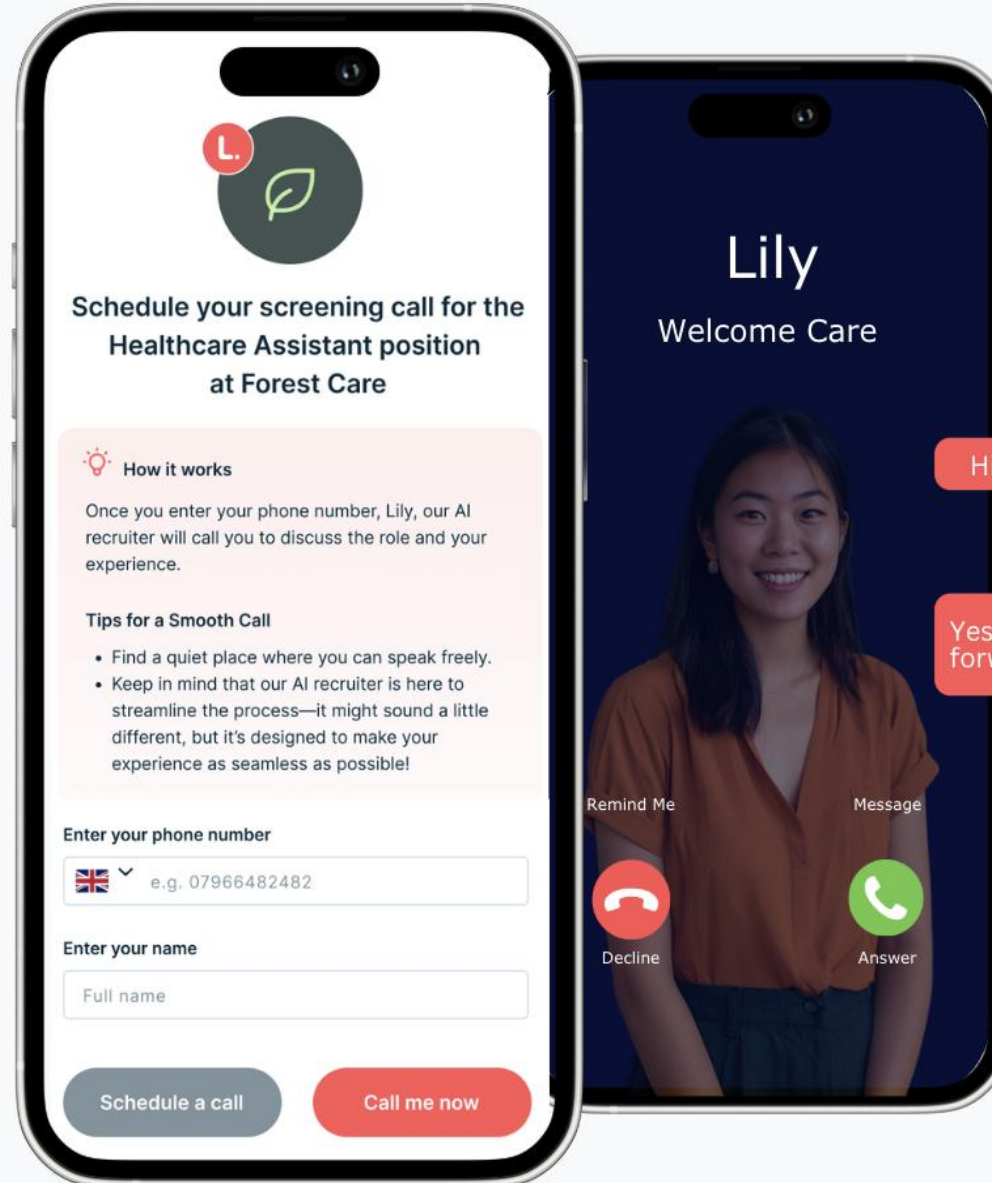 L.
Schedule your screening call for the
Healthcare Assistant position
at Forest Care
How it works
Once you enter your phone number, Lily, our AI
recruiter will call you to discuss the role and your
experience.
Tips for a Smooth Call
• Find a quiet place where you can speak freely.
• Keep in mind that our AI recruiter is here to
streamline the process—it might sound a little
different, but it's designed to make your
experience as seamless as possible!
Enter your phone number
e.g. 07966482482
Enter your name
Full name
Schedule a call
Call me now
Lily
Welcome Care
Yes
Remind Me
Message
Decline
Answer